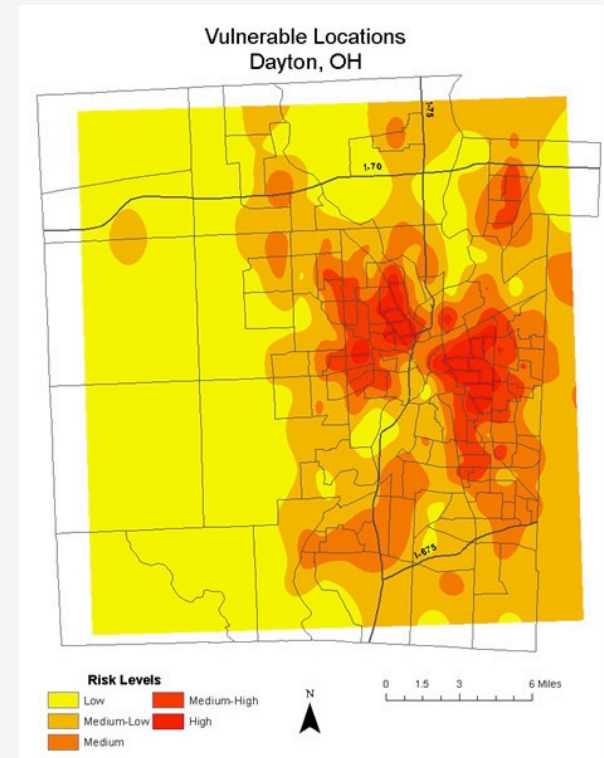 Vulnerable Locations
Dayton, OH
I-75
I-70
I-675
Risk Levels
Low
Medium-High
Medium-Low
High
Medium
N
0 1.5 3 6 Miles